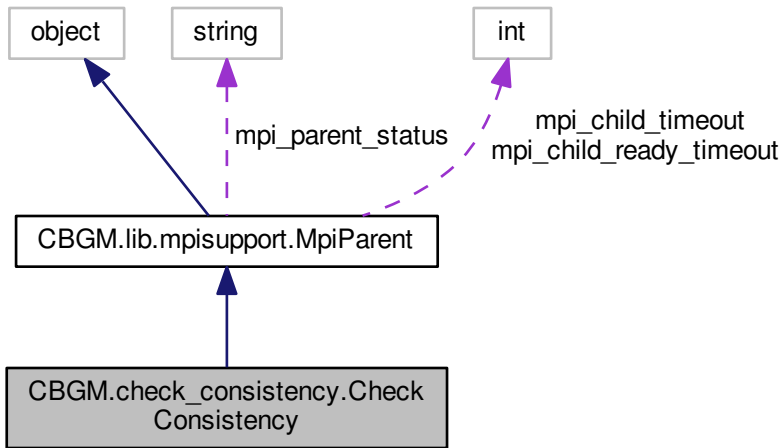 object
string
int
mpi_parent_status
mpi_child_timeout
mpi_child_ready_timeout
CBGM.lib.mpisupport.MpiParent
CBGM.check_consistency.Check
Consistency